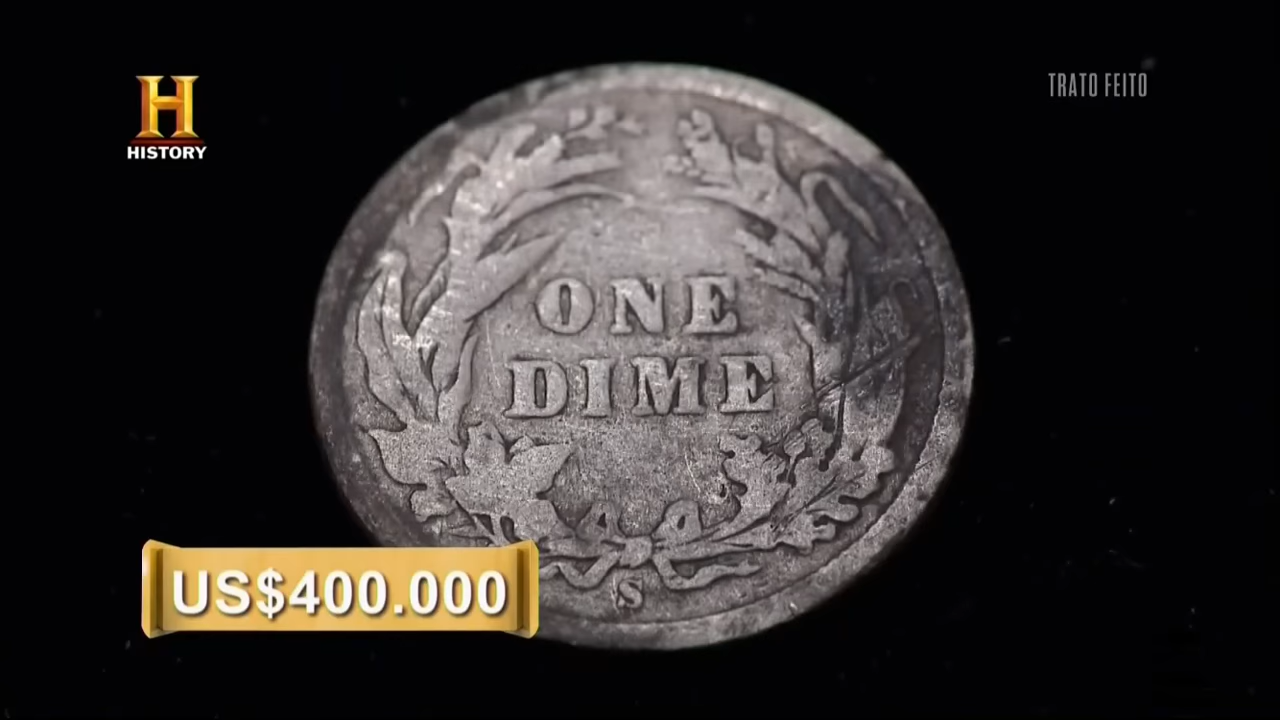 H
HISTORY
TRATO FEITO
ONE
DIME
S
US$400.000